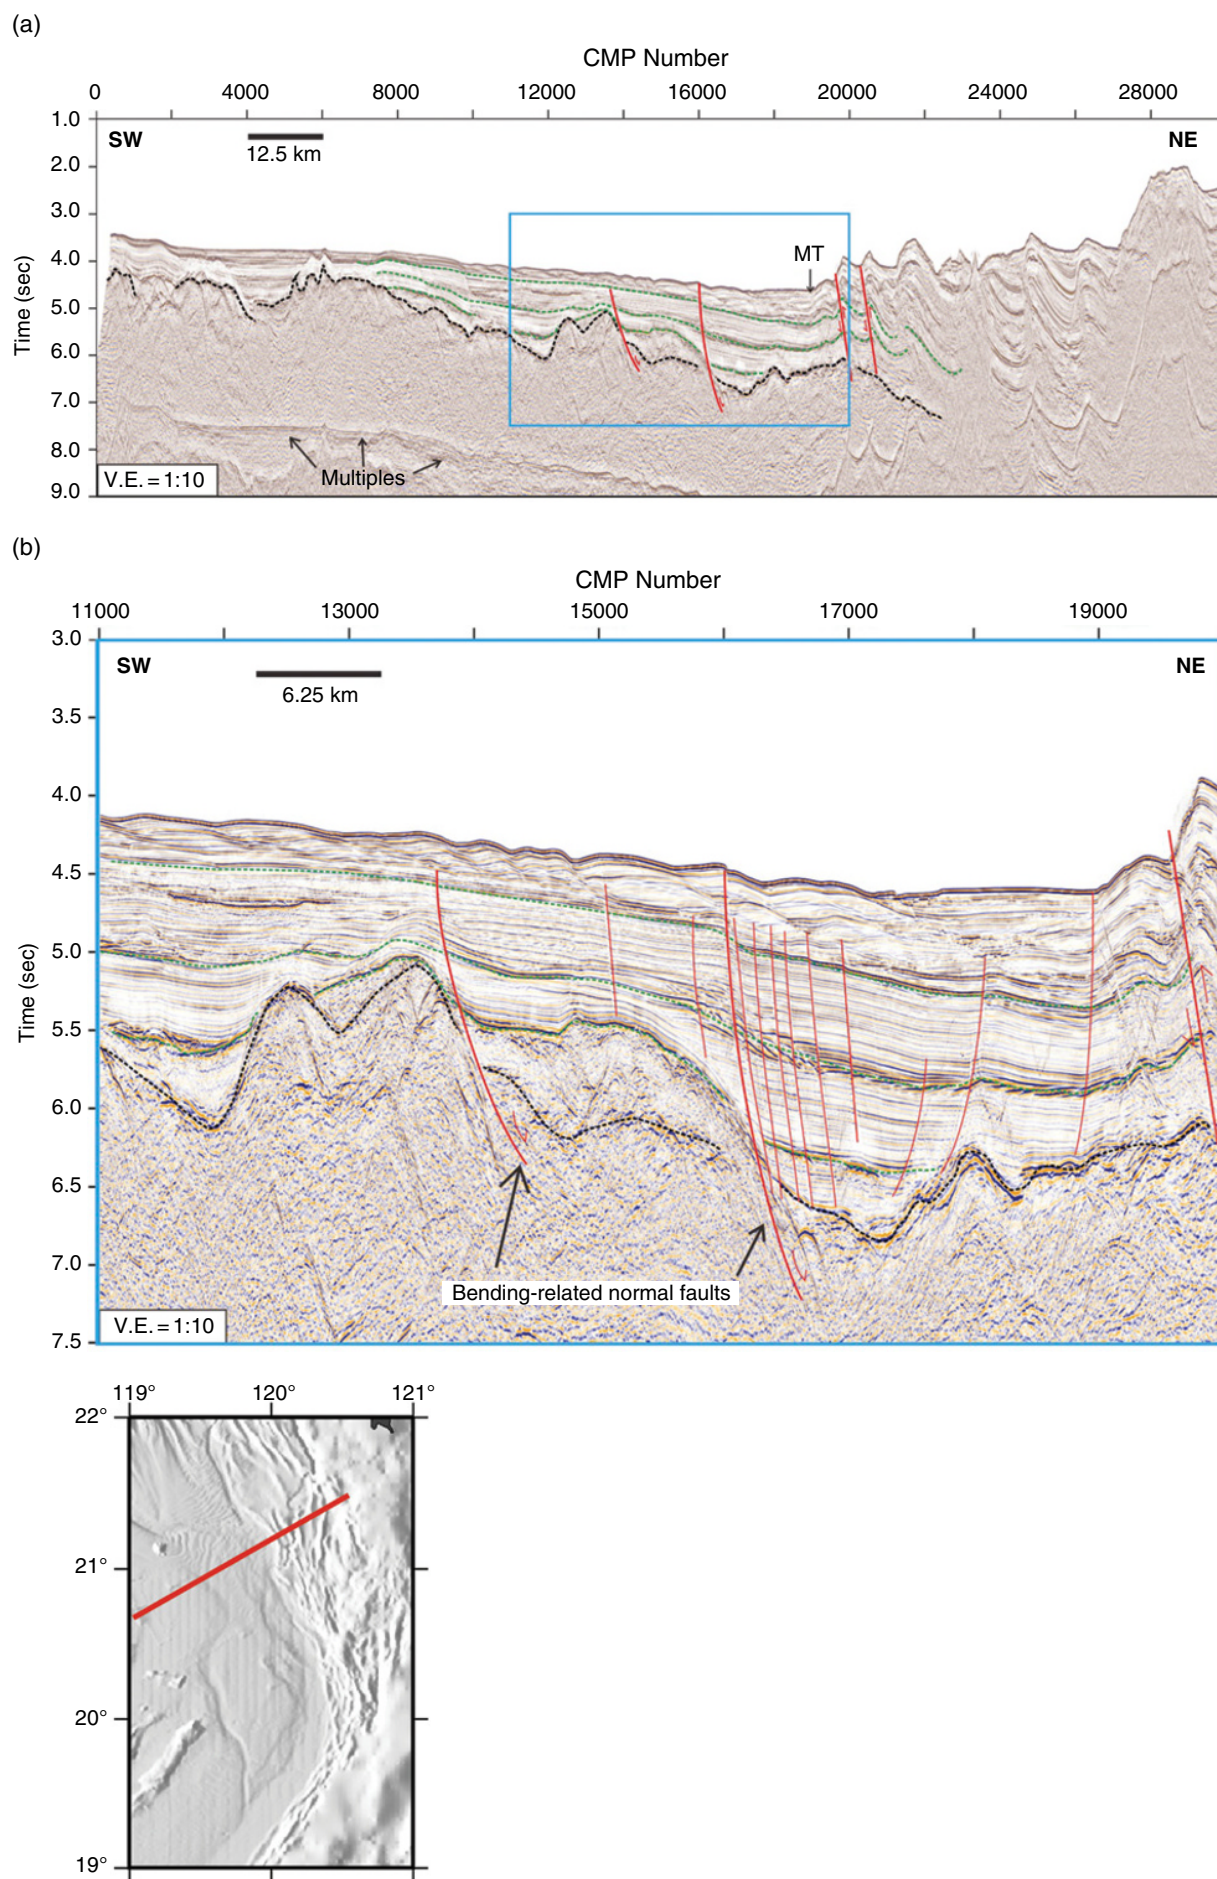 (a)
CMP Number
0 4000 8000 12000 16000 20000 24000 28000
1.0
SW NE
12.5 km
2.0
3.0
MT
4.0
Time (sec)
5.0
6.0
7.0
8.0
Multiples
V.E. = 1:10
9.0
(b)
CMP Number
11000 13000 15000 17000 19000
3.0
SW NE
6.25 km
3.5
4.0
4.5
5.0
Time (sec)
5.5
6.0
6.5
7.0
Bending-related normal faults
V.E. = 1:10
7.5
119° 120° 121°
22°
21°
20°
19°